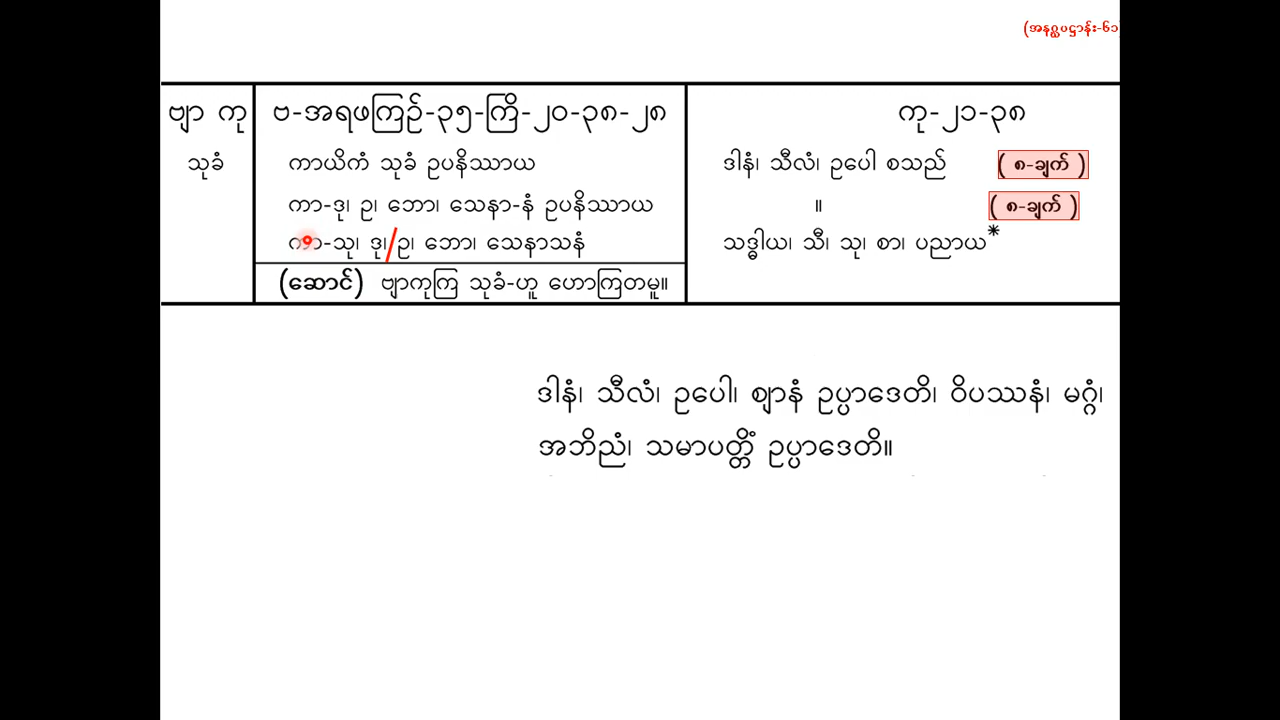 (အနဂ္ဃပဋ္ဌာန်း-၆၁
ဗျာ ကု ဗ-အရဖကြဉ်-၃၅-ကြိ-၂၀-၃၈-၂၈ ကု-၂၁-၃၈
သုခံ ကာယိကံ သုခံ ဥပနိဿာယ ဒါနံ၊ သီလံ၊ ဥပေါ စသည် ( ၈-ချက် )
ကာ-ဒု၊ ဥ၊ ဘော၊ သေနာ-နံ ဥပနိဿာယ ။ ( ၈-ချက် )
ကာ-သု၊ ဒု၊/ဥ၊ ဘော၊ သေနာသနံ သဒ္ဓါယ၊ သီ၊ သု၊ စာ၊ ပညာယ*
(ဆောင်) ဗျာကုကြ သုခံ-ဟူ ဟောကြတမူ။
ဒါနံ၊ သီလံ၊ ဥပေါ၊ ဈာနံ ဥပ္ပာဒေတိ၊ ဝိပဿနံ၊ မဂ္ဂံ၊
အဘိညံ၊ သမာပတ္တိံ ဥပ္ပာဒေတိ။